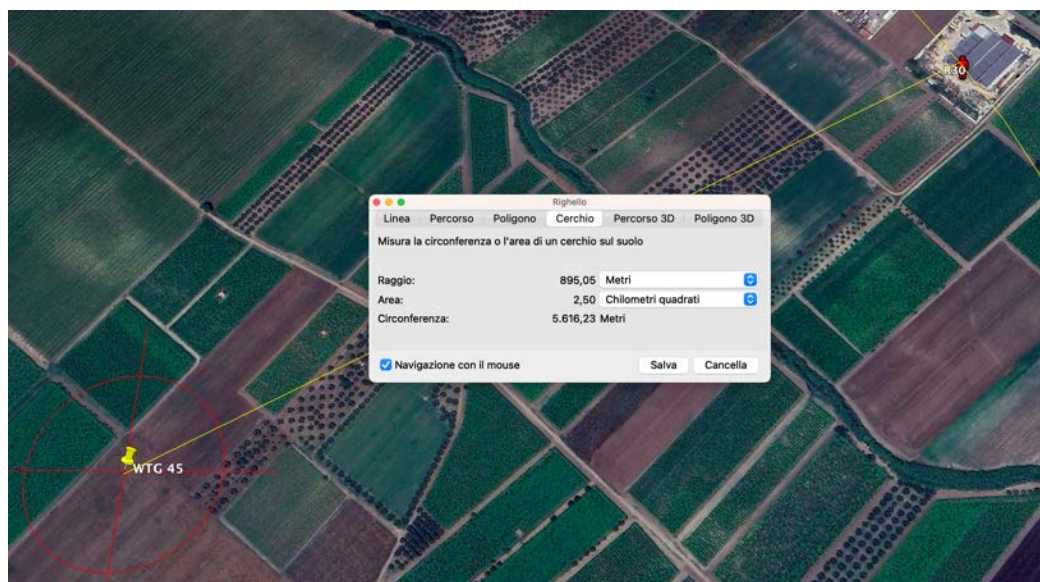 R30
Righello
Linea Percorso Poligono Cerchio Percorso 3D Poligono 3D
Misura la circonferenza o l'area di un cerchio sul suolo
Raggio: 895,05 Metri
Area: 2,50 Chilometri quadrati
Circonferenza: 5.616,23 Metri
Navigazione con il mouse Salva Cancella
WTG 45